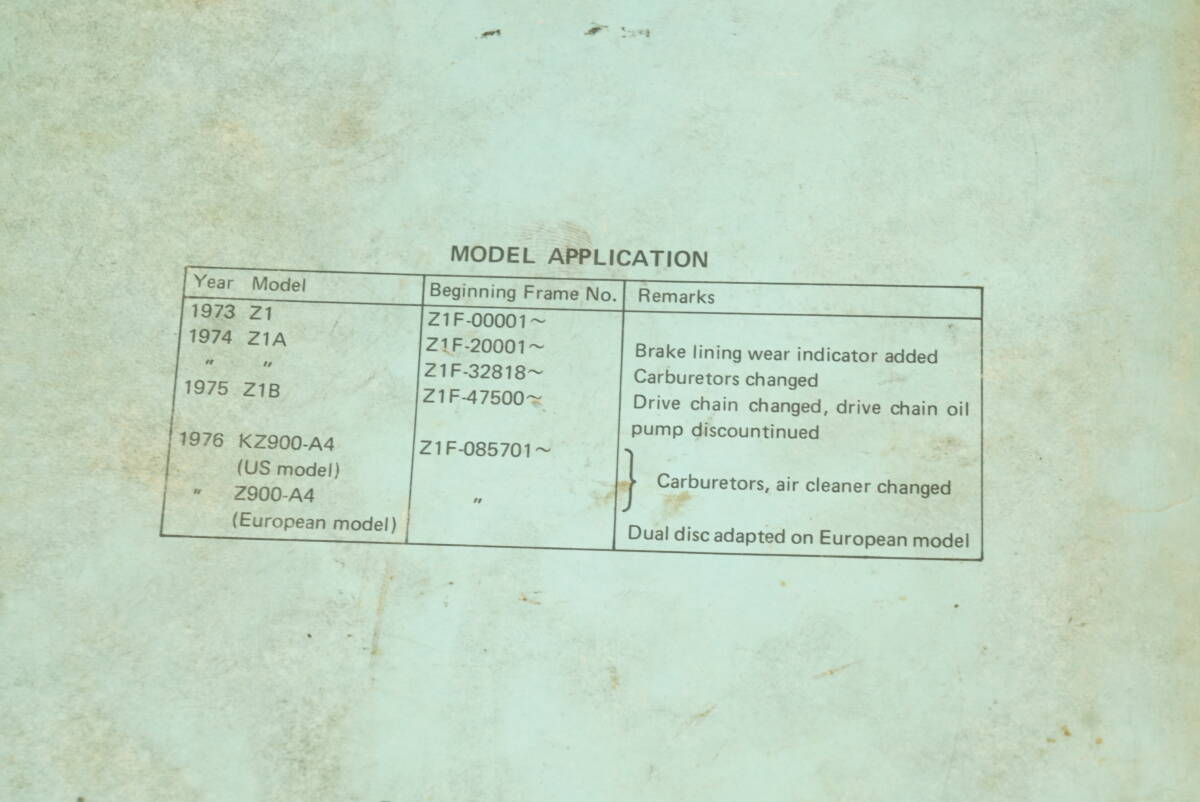 MODEL APPLICATION
Year Model Beginning Frame No. Remarks
1973 Z1 Z1F-00001~
1974 Z1A Z1F-20001~ Brake lining wear indicator added
" " Z1F-32818~ Carburetors changed
1975 Z1B Z1F-47500~ Drive chain changed, drive chain oil
pump discountinued
1976 KZ900-A4 Z1F-085701~
(US model)
" Z900-A4 " } Carburetors, air cleaner changed
(European model) Dual disc adapted on European model